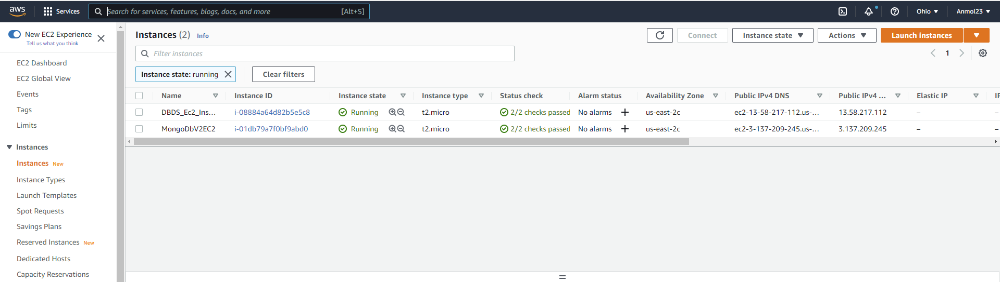 aws
Services
Search for services, features, blogs, docs, and more [Alt+S]
Ohio ▼
Anmol23 ▼
New EC2 Experience
Tell us what you think
EC2 Dashboard
EC2 Global View
Events
Tags
Limits
Instances
Instances New
Instance Types
Launch Templates
Spot Requests
Savings Plans
Reserved Instances New
Dedicated Hosts
Capacity Reservations
Instances (2) Info
Connect
Instance state ▼
Actions ▼
Launch instances ▼
Filter instances
1
Instance state: running
Clear filters
Name Instance ID Instance state Instance type Status check Alarm status Availability Zone Public IPv4 DNS Public IPv4 ... Elastic IP IP
DBDS_Ec2_Ins... i-08884a64d82b5e5c8 Running t2.micro 2/2 checks passed No alarms + us-east-2c ec2-13-58-217-112.us-... 13.58.217.112 – –
MongoDbV2EC2 i-01db79a7f0bf9abd0 Running t2.micro 2/2 checks passed No alarms + us-east-2c ec2-3-137-209-245.us-... 3.137.209.245 – –